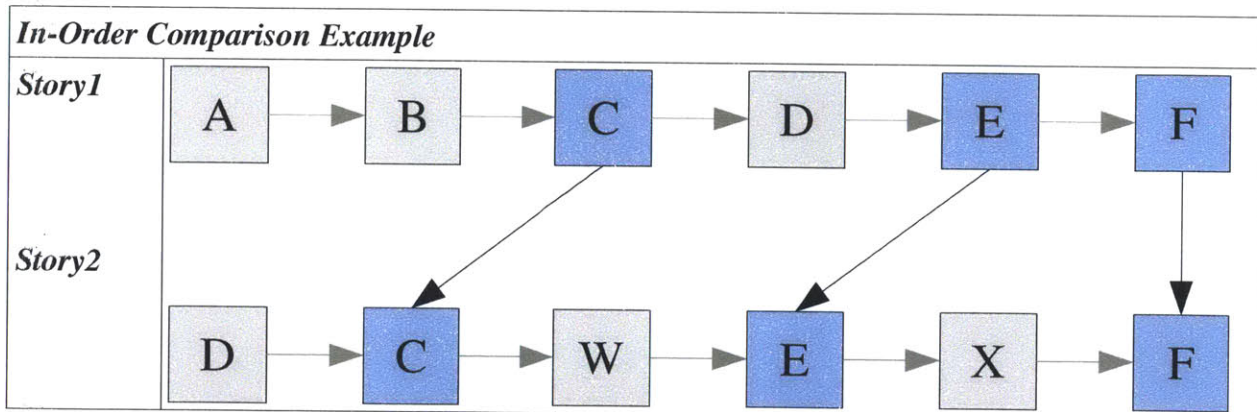 In-Order Comparison Example
Story1
A B C D E F
Story2
D C W E X F